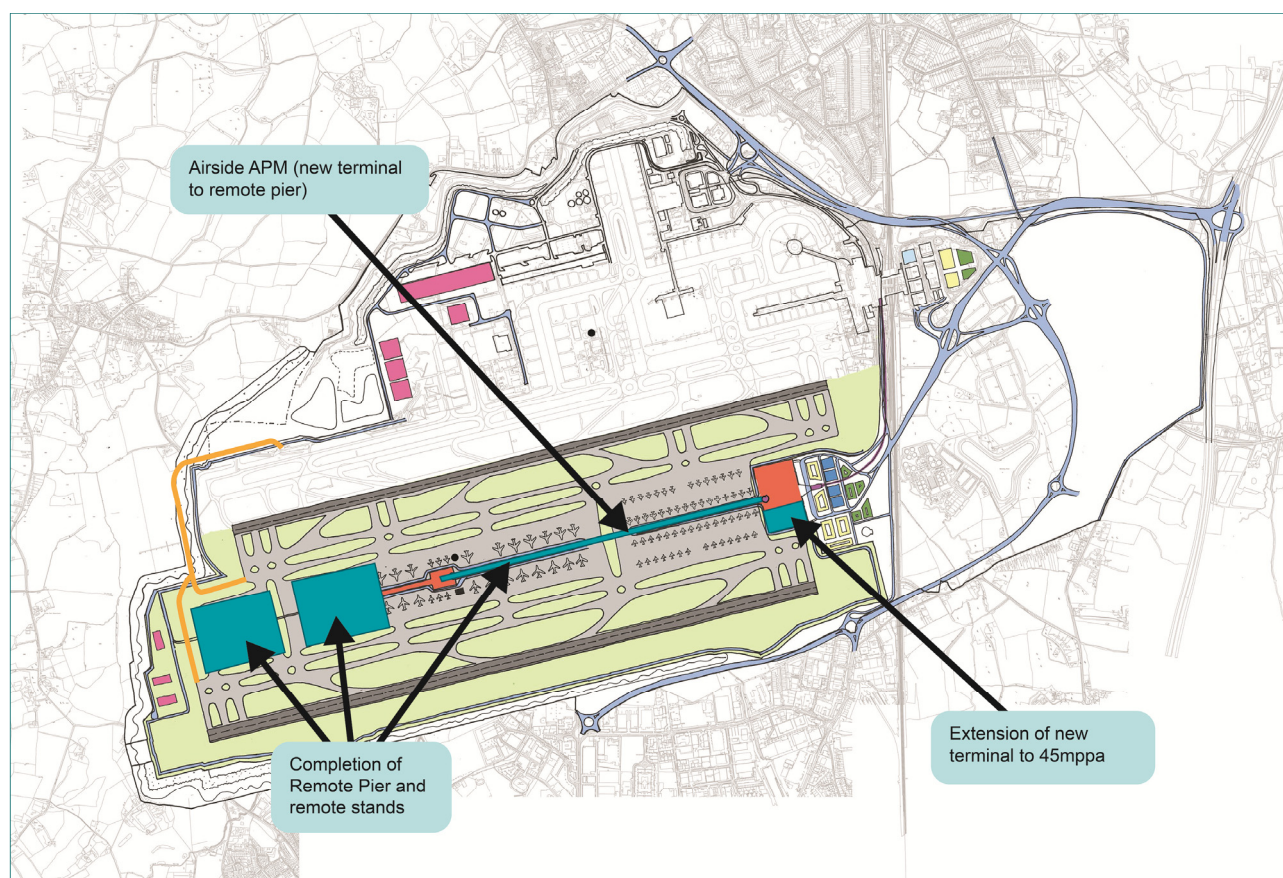 Airside APM (new terminal
to remote pier)
Completion of
Remote Pier and
remote stands
Extension of new
terminal to 45mppa